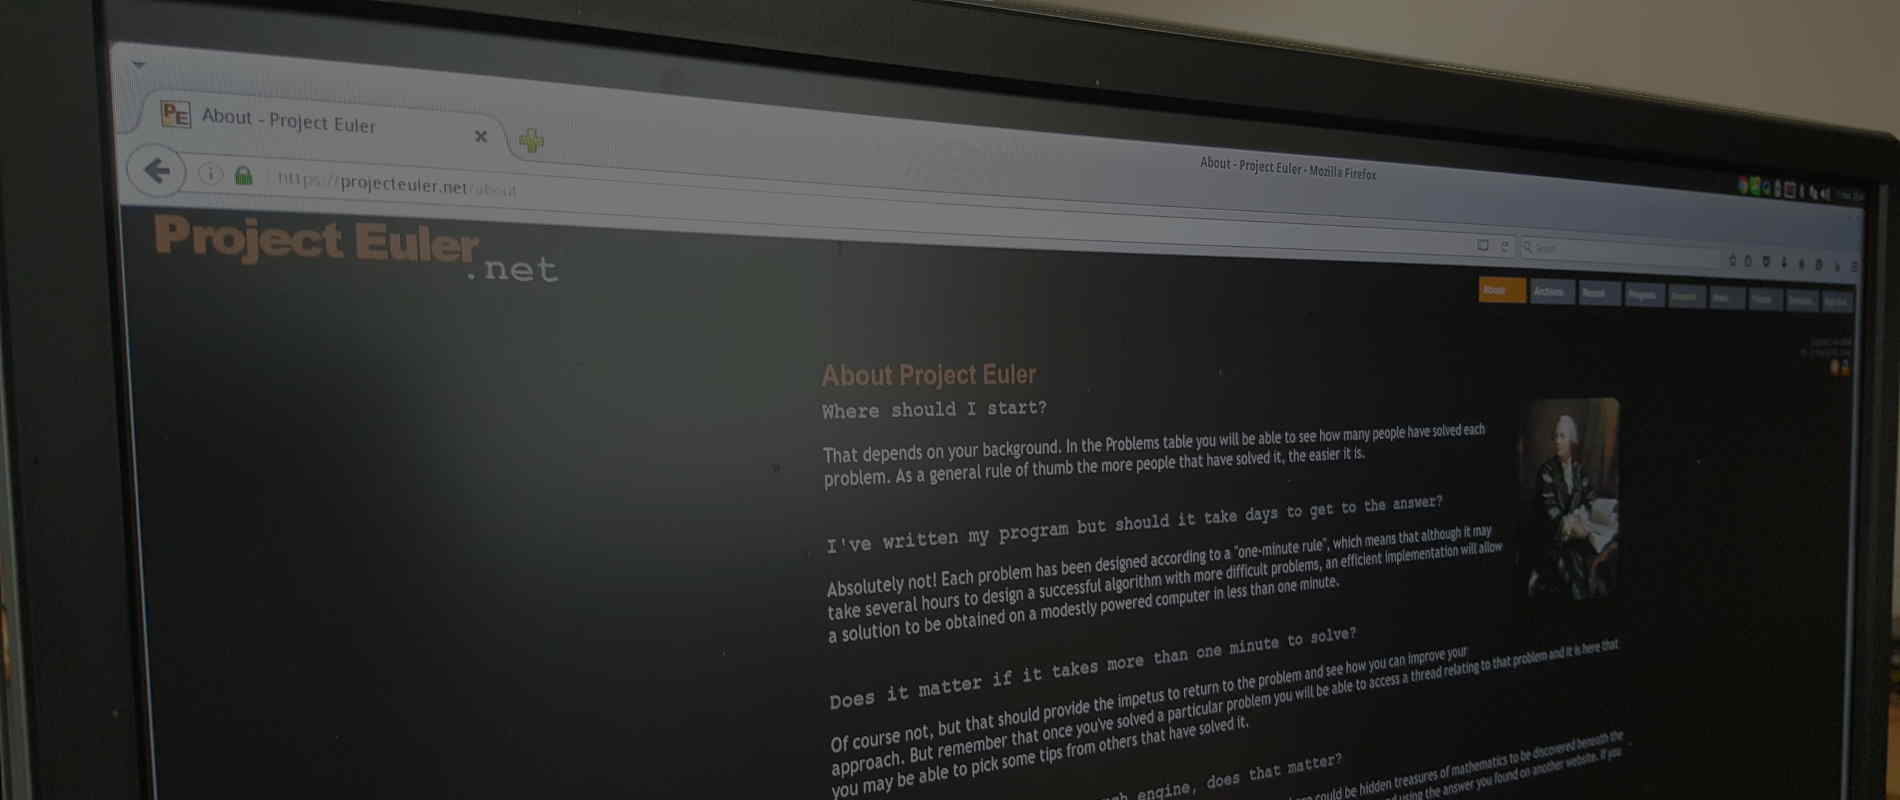 About - Project Euler
About - Project Euler - Mozilla Firefox
https://projecteuler.net/about
Search
Project Euler
.net
About Archives Recent Progress
About Project Euler
Where should I start?
That depends on your background. In the Problems table you will be able to see how many people have solved each
problem. As a general rule of thumb the more people that have solved it, the easier it is.
I've written my program but should it take days to get to the answer?
Absolutely not! Each problem has been designed according to a "one-minute rule", which means that although it may
take several hours to design a successful algorithm with more difficult problems, an efficient implementation will allow
a solution to be obtained on a modestly powered computer in less than one minute.
Does it matter if it takes more than one minute to solve?
Of course not, but that should provide the impetus to return to the problem and see how you can improve your
approach. But remember that once you've solved a particular problem you will be able to access a thread relating to that problem and it is here that
you may be able to pick some tips from others that have solved it.
engine, does that matter?
could be hidden treasures of mathematics to be discovered beneath the
using the answer you found on another website. If you